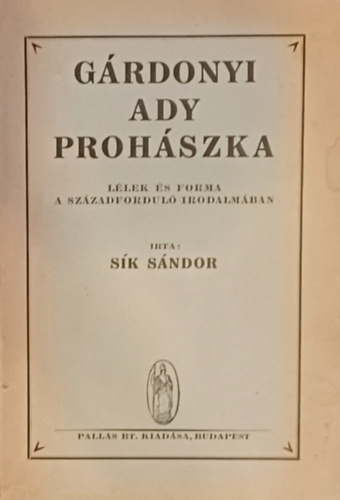 GÁRDONYI
ADY
PROHÁSZKA
LÉLEK ÉS FORMA
A SZÁZADFORDULÓ IRODALMÁBAN
IRTA:
SÍK SÁNDOR
PALLAS RT. KIADÁSA, BUDAPEST